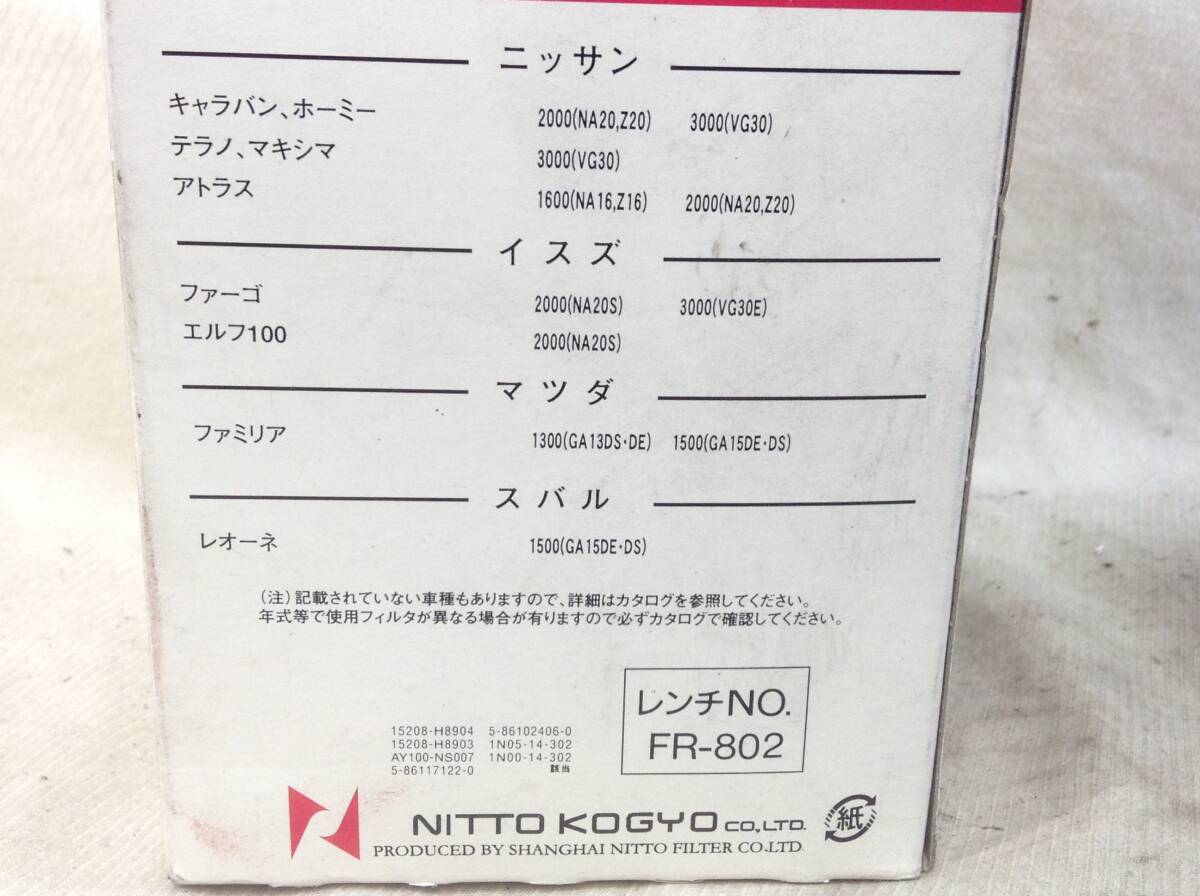 ニッサン
キャラバン、ホーミー 2000(NA20,Z20) 3000(VG30)
テラノ、マキシマ 3000(VG30)
アトラス 1600(NA16,Z16) 2000(NA20,Z20)
イスズ
ファーゴ 2000(NA20S) 3000(VG30E)
エルフ100 2000(NA20S)
マツダ
ファミリア 1300(GA13DS・DE) 1500(GA15DE・DS)
スバル
レオーネ 1500(GA15DE・DS)
(注)記載されていない車種もありますので、詳細はカタログを参照してください。
年式等で使用フィルタが異なる場合が有りますので必ずカタログで確認してください。
レンチNO.
FR-802
15208-H8904 5-86102406-0
15208-H8903 1N05-14-302
AY100-NS007 1N00-14-302
5-86117122-0 該当
NITTO KOGYO CO.,LTD.
紙
PRODUCED BY SHANGHAI NITTO FILTER CO.LTD